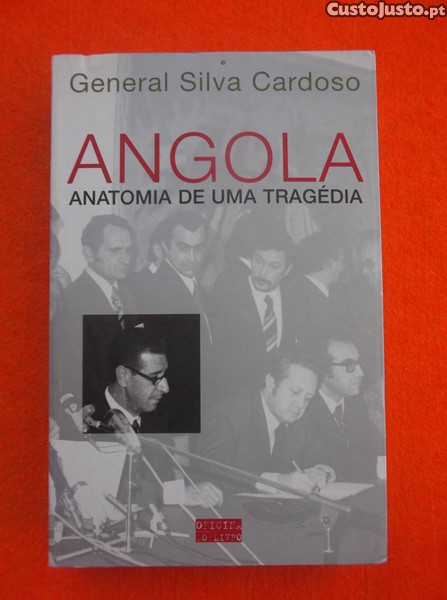 CustoJusto.pt
General Silva Cardoso
ANGOLA
ANATOMIA DE UMA TRAGÉDIA
OFICINA
DO LIVRO